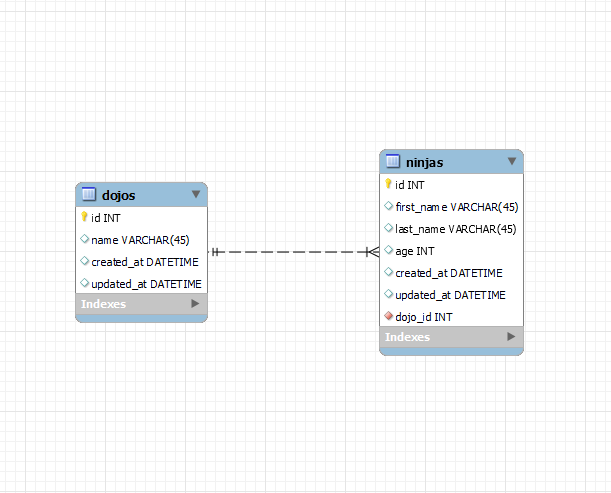 dojos
id INT
name VARCHAR(45)
created_at DATETIME
updated_at DATETIME
Indexes
ninjas
id INT
first_name VARCHAR(45)
last_name VARCHAR(45)
age INT
created_at DATETIME
updated_at DATETIME
dojo_id INT
Indexes